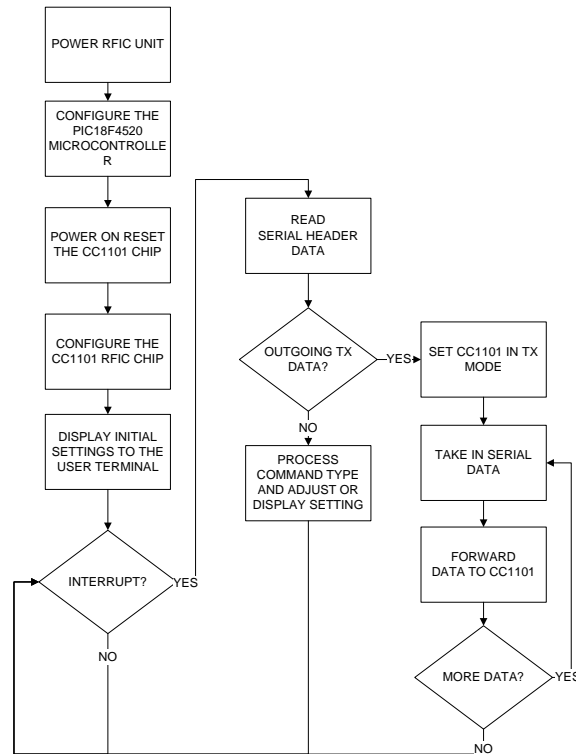 POWER RFIC UNIT
CONFIGURE THE
PIC18F4520
MICROCONTROLLE
R
POWER ON RESET
THE CC1101 CHIP
CONFIGURE THE
CC1101 RFIC CHIP
DISPLAY INITIAL
SETTINGS TO THE
USER TERMINAL
INTERRUPT?
YES
NO
READ
SERIAL HEADER
DATA
OUTGOING TX
DATA?
YES
NO
PROCESS
COMMAND TYPE
AND ADJUST OR
DISPLAY SETTING
SET CC1101 IN TX
MODE
TAKE IN SERIAL
DATA
FORWARD
DATA TO CC1101
MORE DATA?
YES
NO